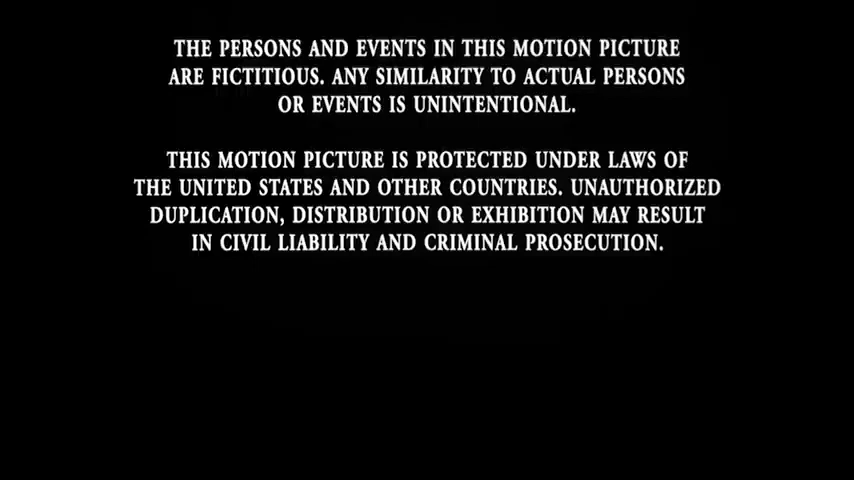 THE PERSONS AND EVENTS IN THIS MOTION PICTURE
ARE FICTITIOUS. ANY SIMILARITY TO ACTUAL PERSONS
OR EVENTS IS UNINTENTIONAL.
THIS MOTION PICTURE IS PROTECTED UNDER LAWS OF
THE UNITED STATES AND OTHER COUNTRIES. UNAUTHORIZED
DUPLICATION, DISTRIBUTION OR EXHIBITION MAY RESULT
IN CIVIL LIABILITY AND CRIMINAL PROSECUTION.